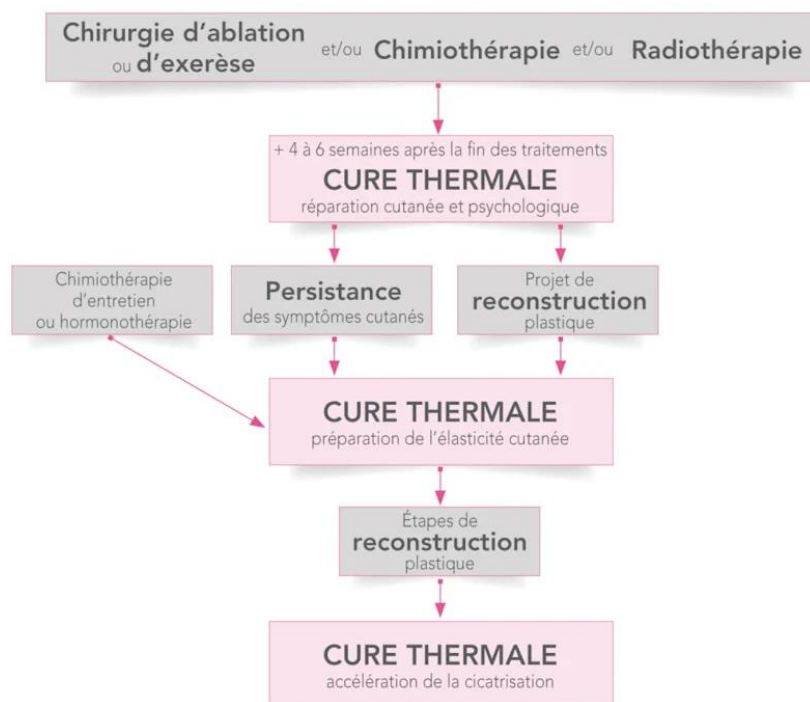 Chirurgie d'ablation
ou d'exerèse et/ou Chimiothérapie et/ou Radiothérapie
+ 4 à 6 semaines après la fin des traitements
CURE THERMALE
réparation cutanée et psychologique
Chimiothérapie
d'entretien
ou hormonothérapie
Persistance
des symptômes cutanés
Projet de
reconstruction
plastique
CURE THERMALE
préparation de l'élasticité cutanée
Étapes de
reconstruction
plastique
CURE THERMALE
accélération de la cicatrisation